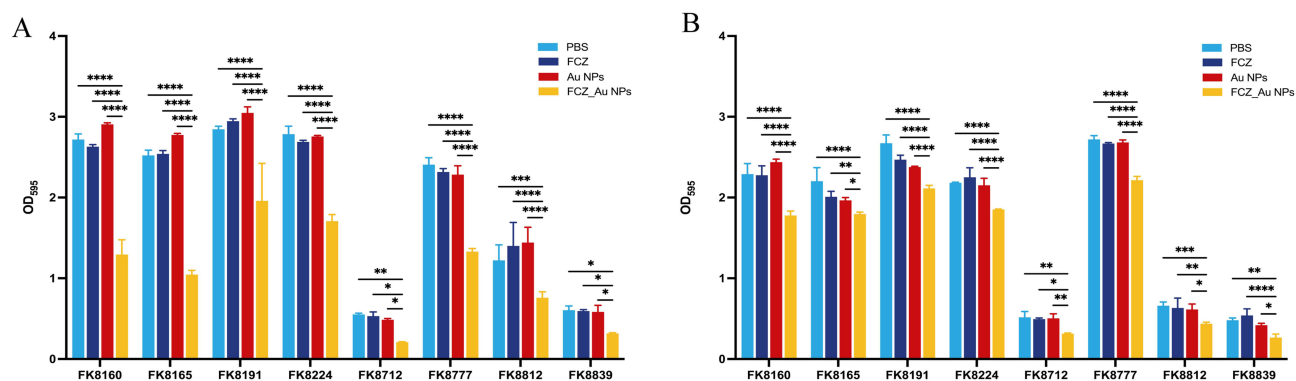 A
PBS
FCZ
Au NPs
FCZ_Au NPs
OD595
4
3
2
1
0
**** **** ****
**** **** ****
**** **** ****
**** **** ****
** * *
**** **** ****
*** **** ****
* * *
FK8160 FK8165 FK8191 FK8224 FK8712 FK8777 FK8812 FK8839
B
PBS
FCZ
Au NPs
FCZ_Au NPs
OD595
4
3
2
1
0
**** **** ****
**** ** *
**** **** ****
**** **** ****
** * **
**** **** ****
*** ** *
** **** *
FK8160 FK8165 FK8191 FK8224 FK8712 FK8777 FK8812 FK8839